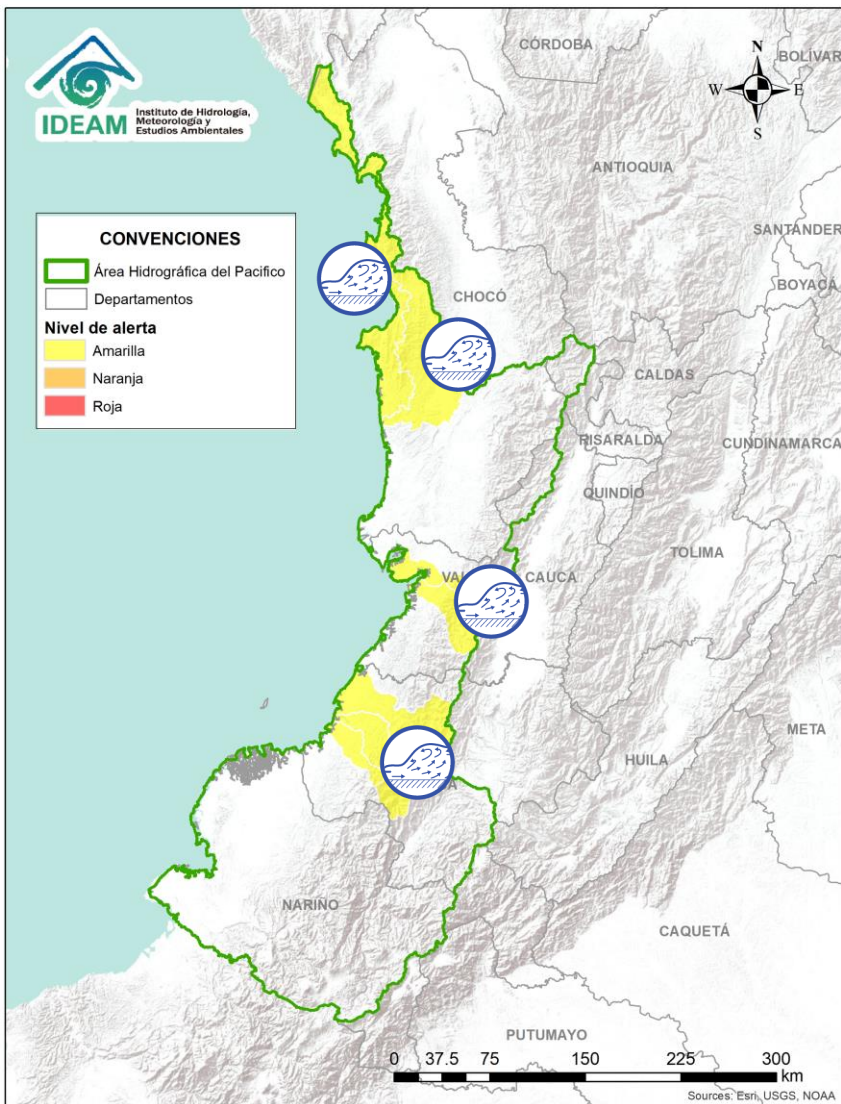 IDEAM
Instituto de Hidrología,
Meteorología y
Estudios Ambientales
CÓRDOBA
BOLÍVAR
N
W E
S
ANTIOQUIA
SANTANDER
CONVENCIONES
Área Hidrográfica del Pacifico
Departamentos
Nivel de alerta
Amarilla
Naranja
Roja
BOYACÁ
CHOCÓ
CALDAS
RISARALDA
CUNDINAMARCA
QUINDÍO
TOLIMA
CAUCA
META
HUILA
NARIÑO
CAQUETÁ
PUTUMAYO
0 37.5 75 150 225 300
km
Sources: Esri, USGS, NOAA